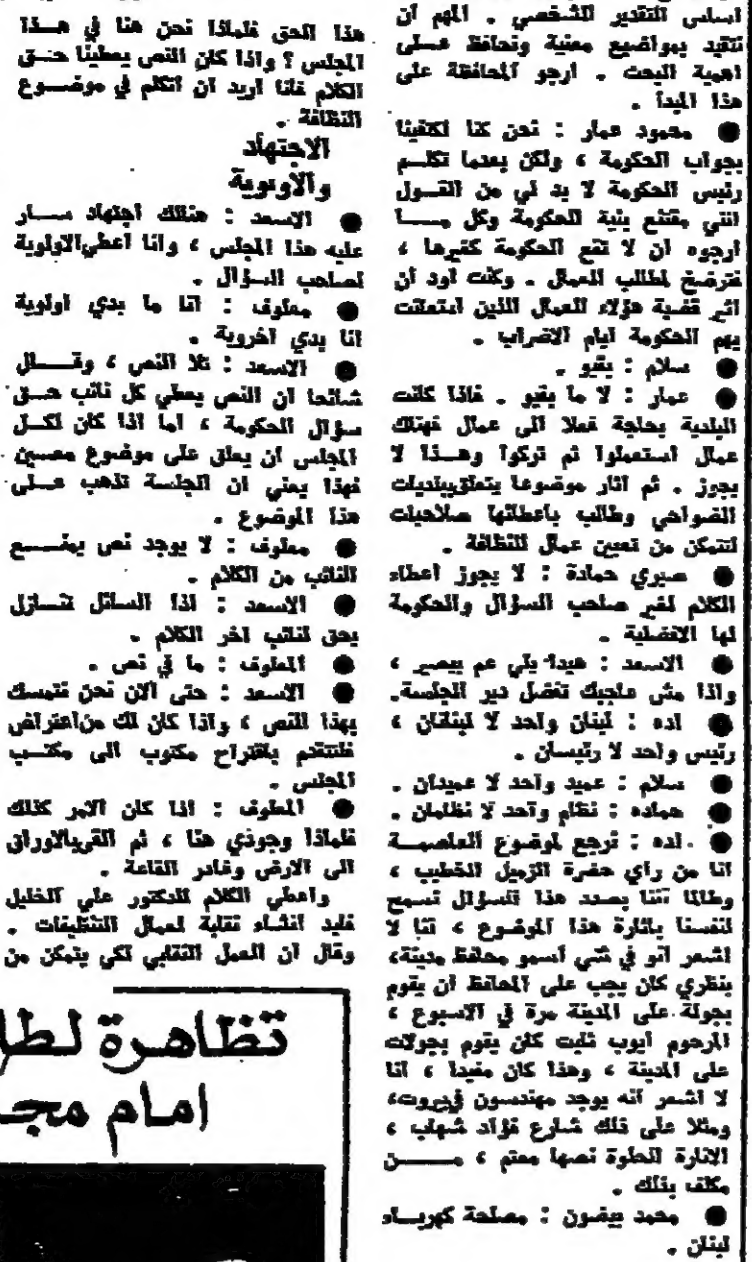 اساس التقدير الشخصي . المهم ان
نتقيد بمواضيع معنية ونحافظ على
اهمية البحث . ارجو المحافظة على
هذا المبدأ .
● محمود عمار : نحن كنا اكتفينا
بجواب الحكومة ، ولكن بعدما تكلم
رئيس الحكومة لا بد لي من القول
انني مقتنع بنية الحكومة وكل ما
ارجوه ان لا تقع الحكومة كغيرها ،
فترضخ لمطالب العمال . وكنت اود ان
اثير قضية هؤلاء العمال الذين استعانت
بهم الحكومة ايام الاضراب .
● سلام : بقيو .
● عمار : لا ما بقيو . فاذا كانت
البلدية بحاجة فعلا الى عمال فهناك
عمال استعملوا ثم تركوا وهذا لا
يجوز . ثم اثار موضوعا يتعلق ببلديات
الضواحي وطالب باعطائها صلاحيات
لتتمكن من تعيين عمال للنظافة .
● صبري حمادة : لا يجوز اعطاء
الكلام لغير صاحب السؤال والحكومة
لها الافضلية .
● الاسعد : هيدا يلي عم بيصير ،
واذا مش عاجبك تفضل دير الجلسة.
● اده : لبنان واحد لا لبنانان ،
رئيس واحد لا رئيسان .
● سلام : عميد واحد لا عميدان .
● حماده : نظام واحد لا نظامان .
● اده : نرجع لموضوع العاصمة
انا من راي حضرة الزميل الخطيب ،
وطالما اننا بصدد هذا السؤال نسمح
لنفسنا باثارة هذا الموضوع ، انا لا
اشعر انو في شي اسمو محافظ مدينة،
بنظري كان يجب على المحافظ ان يقوم
بجولة على المدينة مرة في الاسبوع ،
المرحوم ايوب ثابت كان يقوم بجولات
على المدينة ، وهذا كان مفيدا ، انا
لا اشعر انه يوجد مهندسون في بيروت،
ومثلا على ذلك شارع فؤاد شهاب ،
الانارة الحلوة نصها معتم ، من
مكلف بذلك .
● محمد بيضون : مصلحة كهرباء
لبنان .
هذا الحق فلماذا نحن هنا في هذا
المجلس ؟ واذا كان النص يعطينا حق
الكلام فانا اريد ان اتكلم في موضوع
النظافة .
الاجتهاد
والاولوية
● الاسعد : هنالك اجتهاد سار
عليه هذا المجلس ، وانا اعطي الاولوية
لصاحب السؤال .
● معلوف : انا ما بدي اولوية
انا بدي اخروية .
● الاسعد : تلا النص ، وقال
شائحا ان النص يعطي كل نائب حق
سؤال الحكومة ، اما اذا كان لكل
المجلس ان يعلق على موضوع معين
فهذا يعني ان الجلسة تذهب على
هذا الموضوع .
● معلوف : لا يوجد نص يمنع
النائب من الكلام .
● الاسعد : اذا السائل تنازل
يحق لنائب اخر الكلام .
● المعلوف : ما في نص .
● الاسعد : حتى الان نحن نتمسك
بهذا النص ، واذا كان لك من اعتراض
فلتتقدم باقتراح مكتوب الى مكتب
المجلس .
● المعلوف : اذا كان الامر كذلك
فلماذا وجودي هنا ، ثم القى بالاوراق
الى الارض وغادر القاعة .
واعطي الكلام للدكتور علي الخليل
فايد انشاء نقابة لعمال التنظيفات .
وقال ان العمل النقابي لكي يتمكن من
تظاهرة لطا
امام مجـ